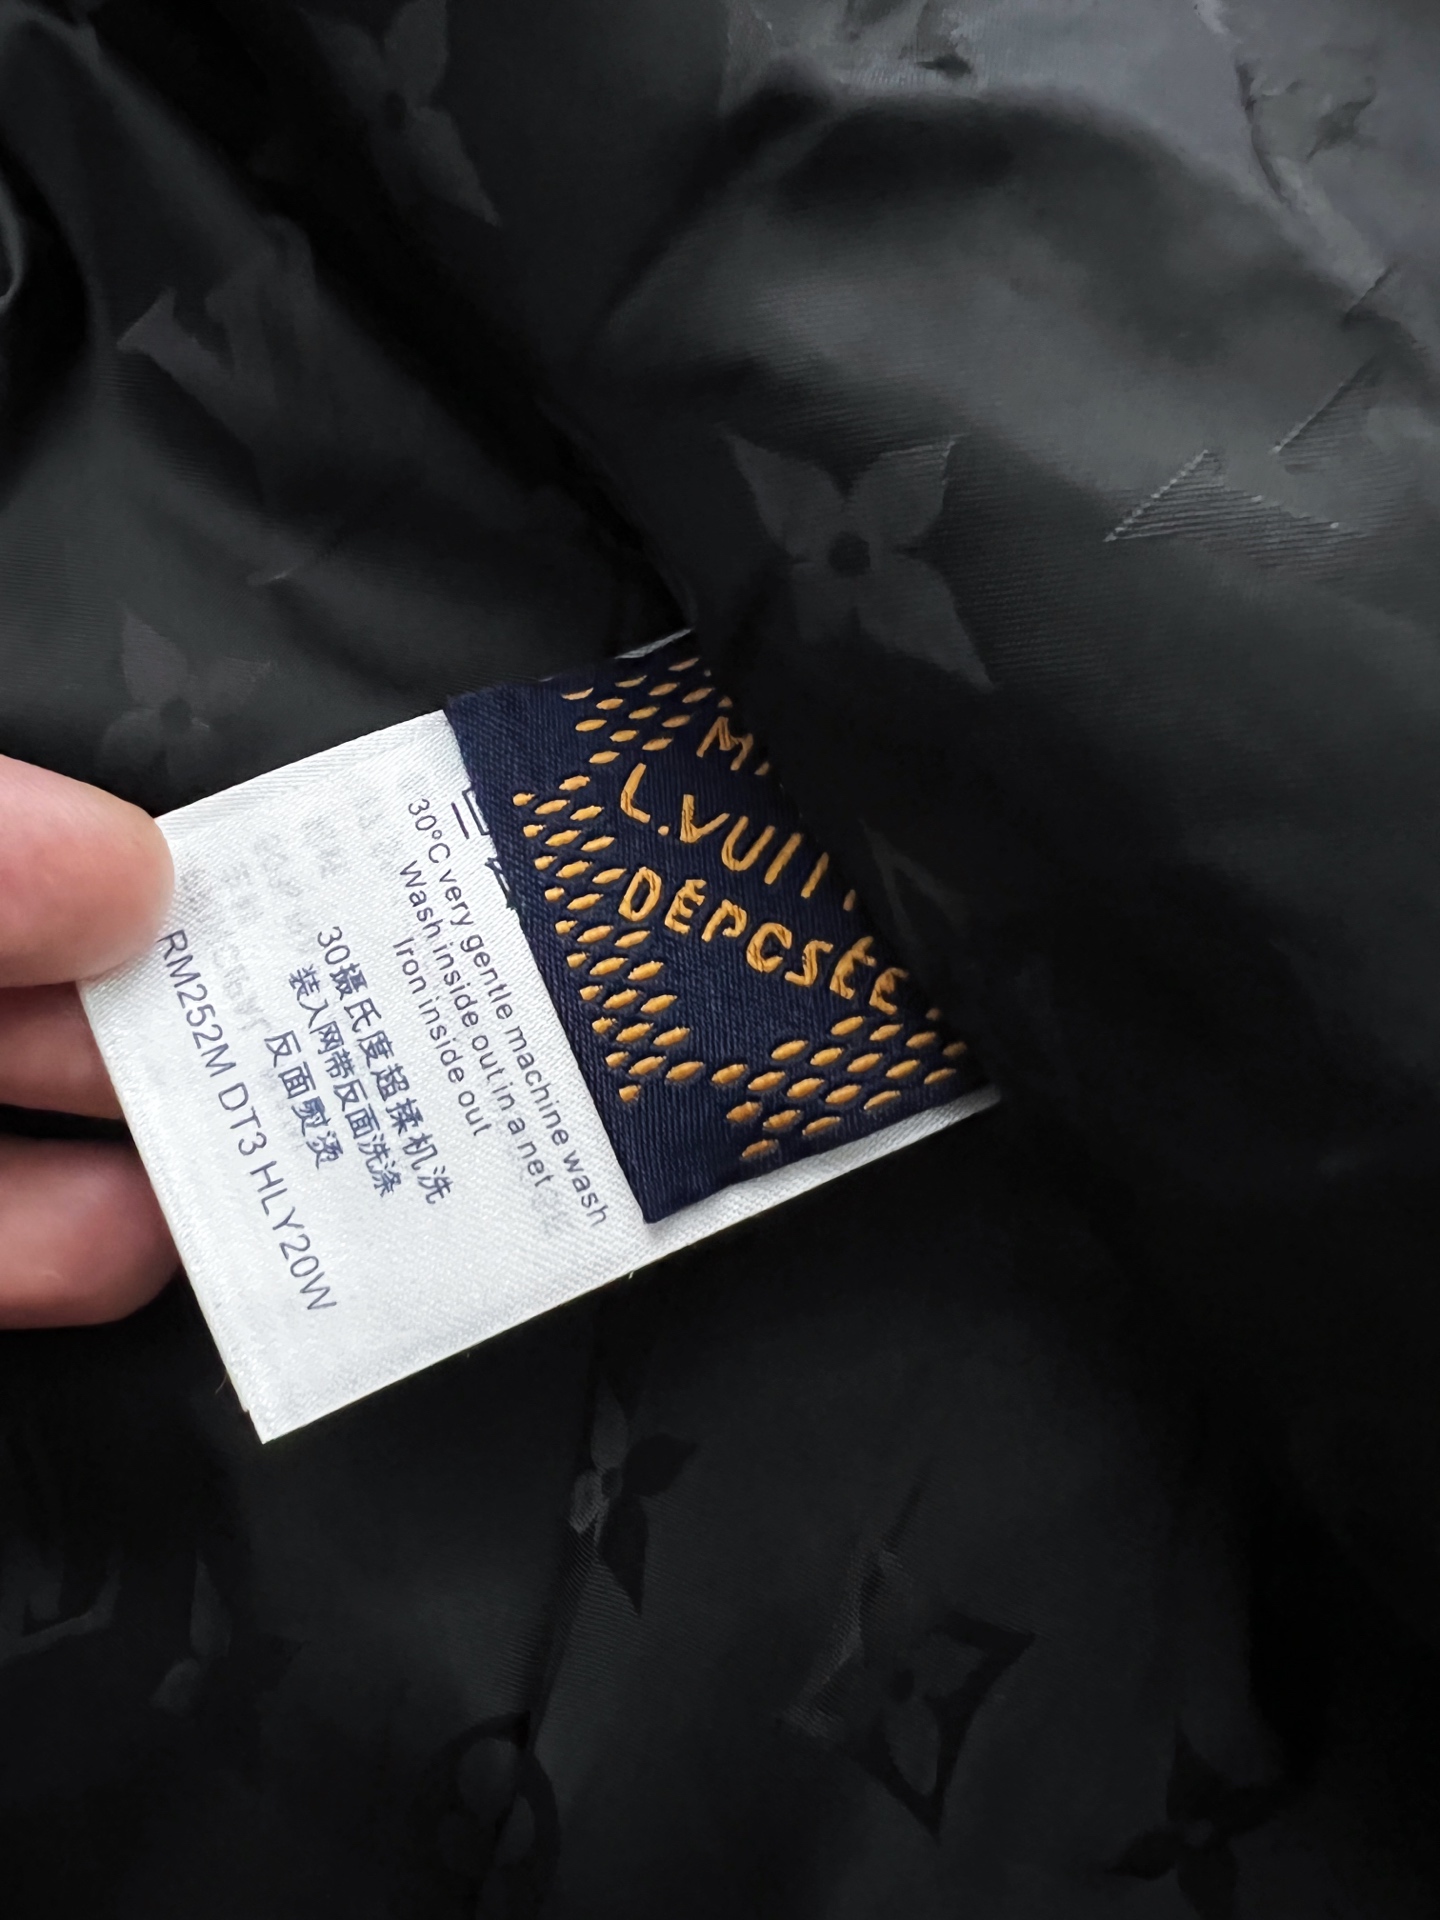 L.VUIT
DÉPOSÉE
30°C very gentle machine wash
Wash inside out in a net
Iron inside out
30摄氏度超揉机洗
装入网带反面洗涤
反面熨烫
RM252M DT3 HLY20W